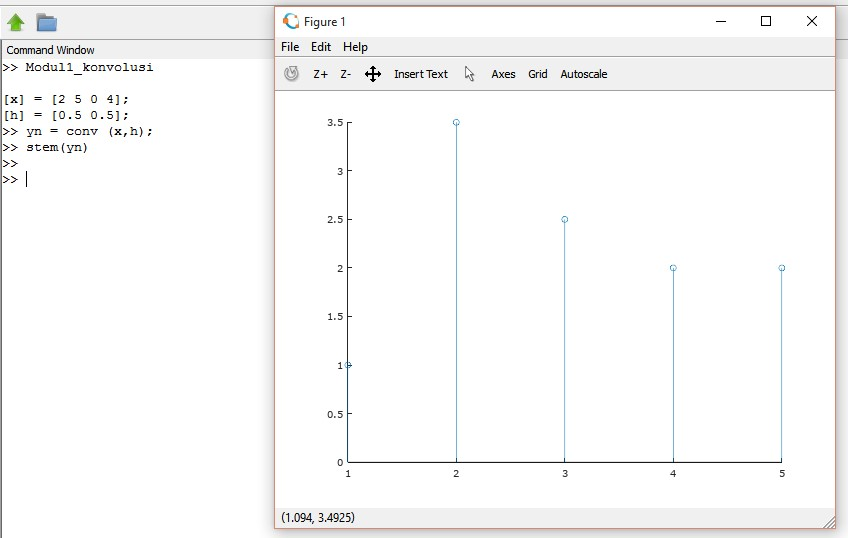 Command Window
>> Modul1_konvolusi
[x] = [2 5 0 4];
[h] = [0.5 0.5];
>> yn = conv (x,h);
>> stem(yn)
>>
>>
Figure 1
File Edit Help
Z+ Z- Insert Text Axes Grid Autoscale
3.5
3
2.5
2
1.5
1
0.5
0
1 2 3 4 5
(1.094, 3.4925)